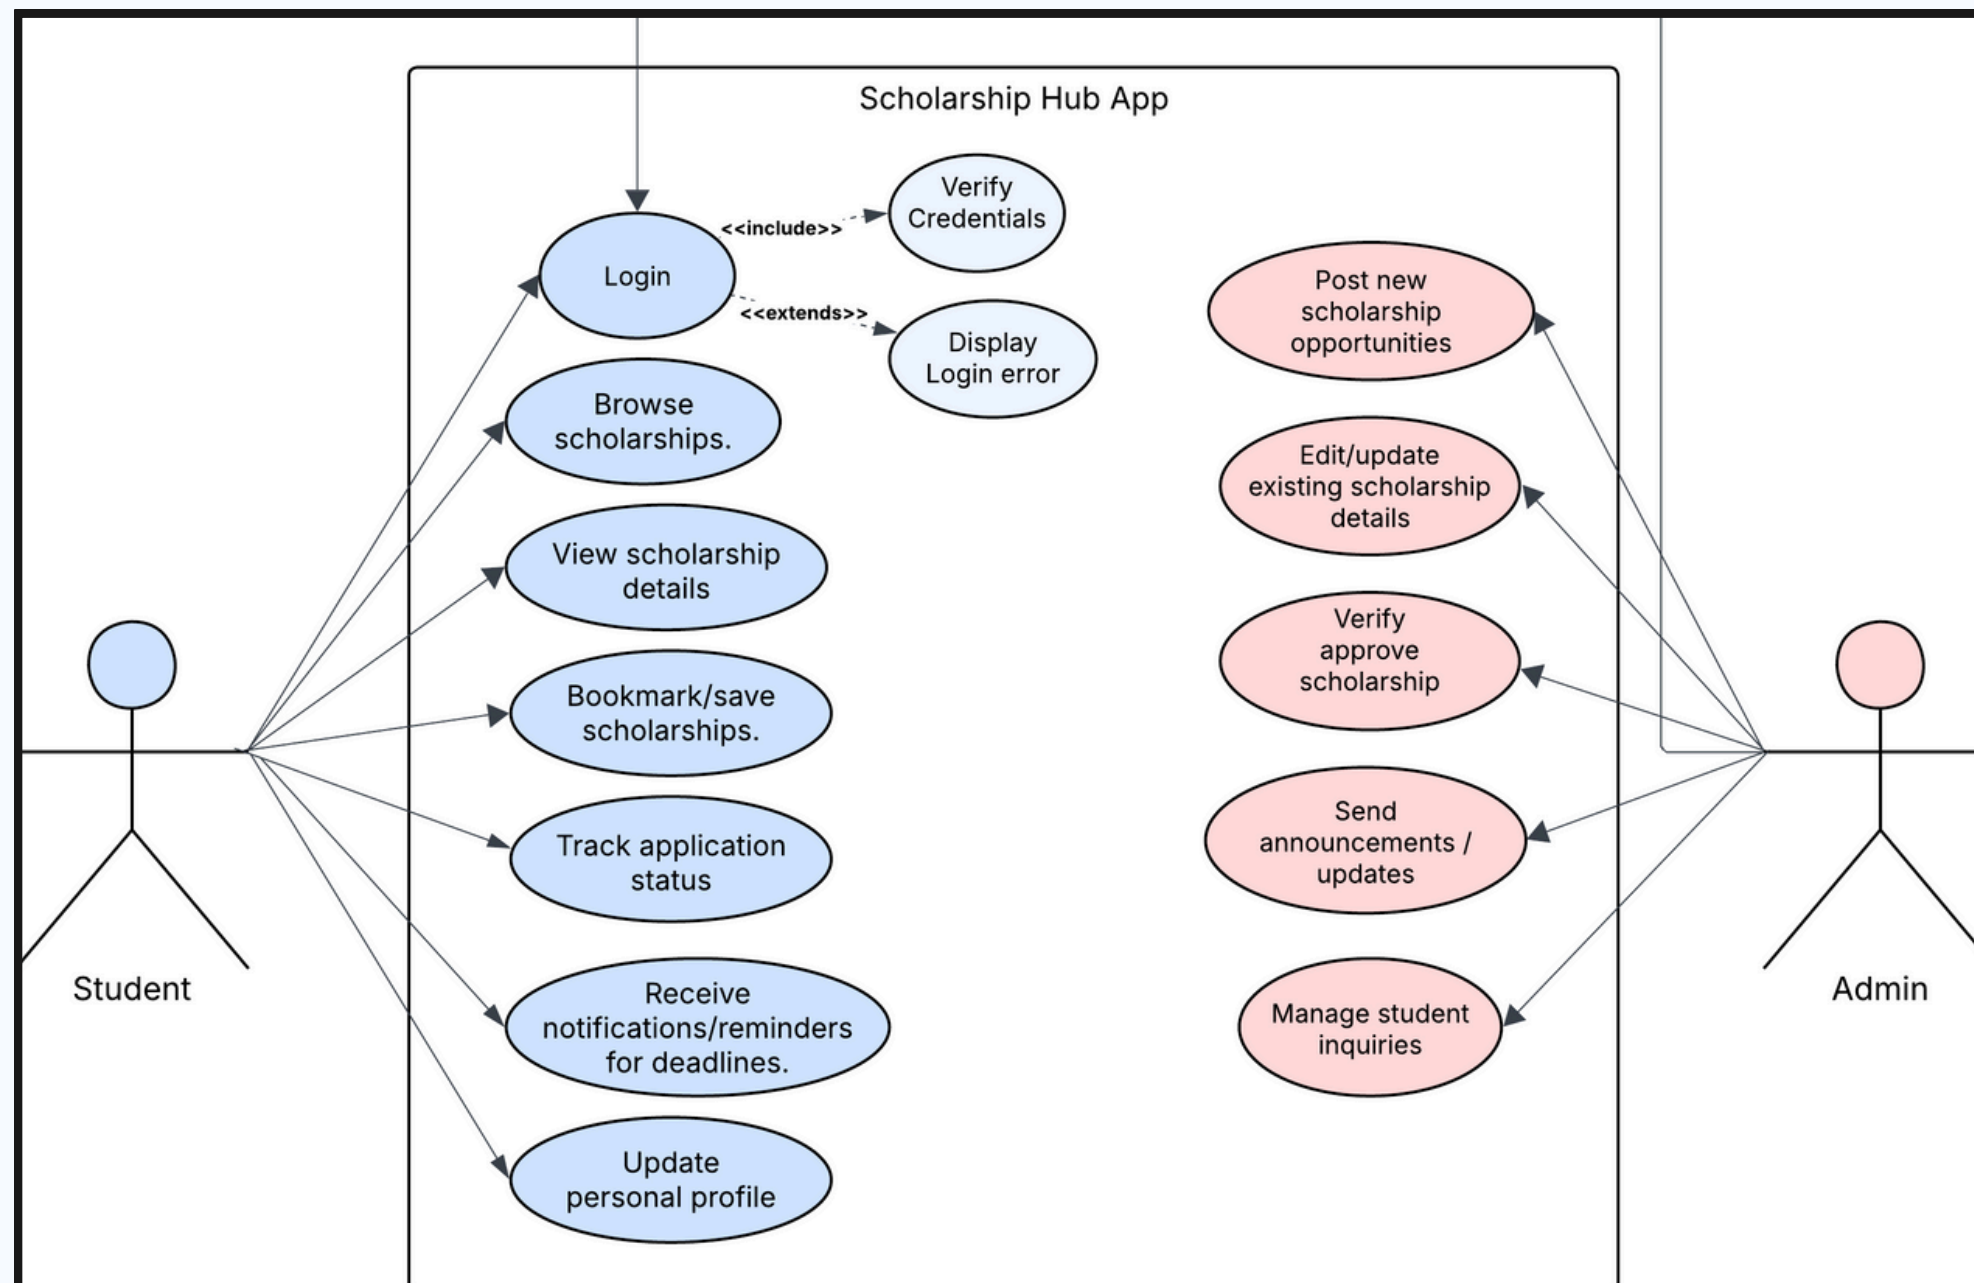 Scholarship Hub App
Login
<<include>>
Verify
Credentials
<<extends>>
Display
Login error
Browse
scholarships.
View scholarship
details
Bookmark/save
scholarships.
Track application
status
Receive
notifications/reminders
for deadlines.
Update
personal profile
Student
Post new
scholarship
opportunities
Edit/update
existing scholarship
details
Verify
approve
scholarship
Send
announcements /
updates
Manage student
inquiries
Admin